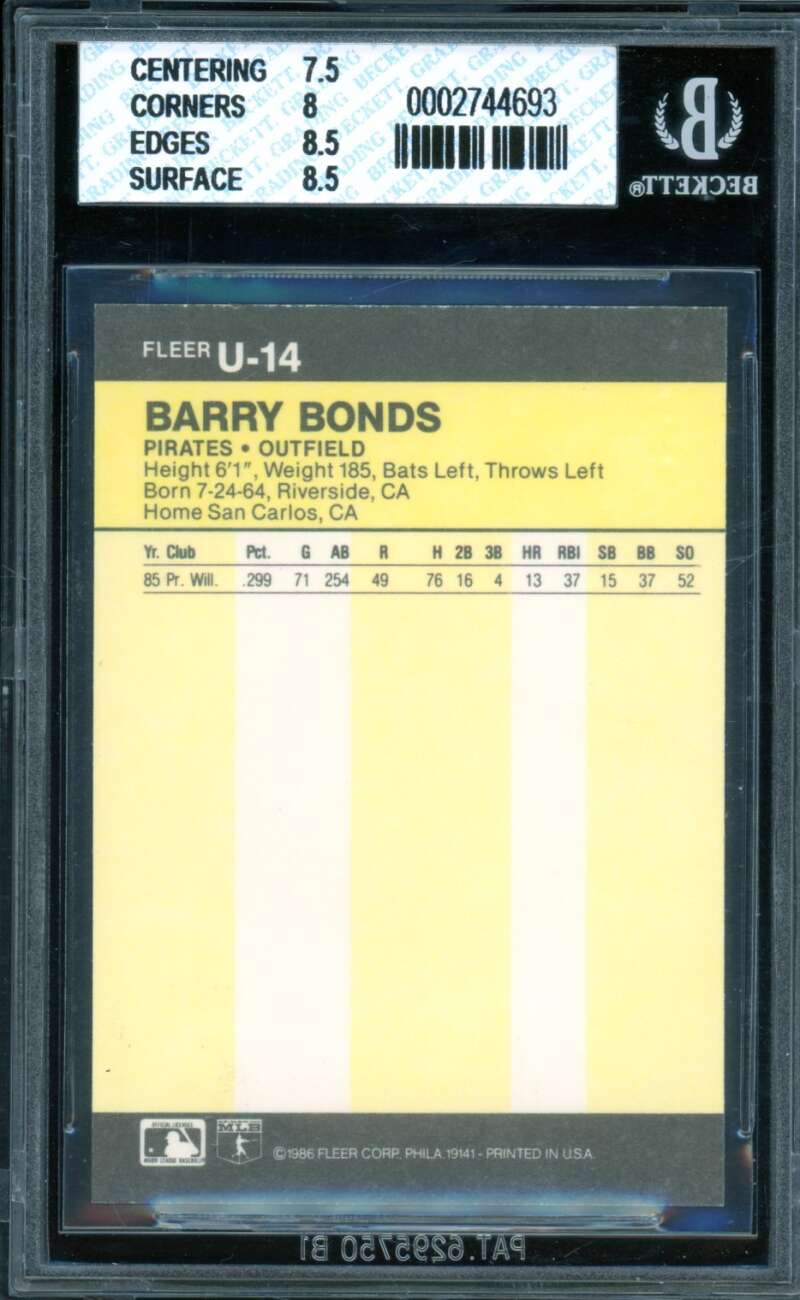 CENTERING 7.5
CORNERS 8
EDGES 8.5
SURFACE 8.5
0002744693
BECKETT®
FLEER U-14
BARRY BONDS
PIRATES • OUTFIELD
Height 6'1", Weight 185, Bats Left, Throws Left
Born 7-24-64, Riverside, CA
Home San Carlos, CA
Yr. Club Pct. G AB R H 2B 3B HR RBI SB BB SO
85 Pr. Will. .299 71 254 49 76 16 4 13 37 15 37 52
MLB
©1986 FLEER CORP. PHILA. 19141 - PRINTED IN U.S.A.
PAT. 6295750 B1